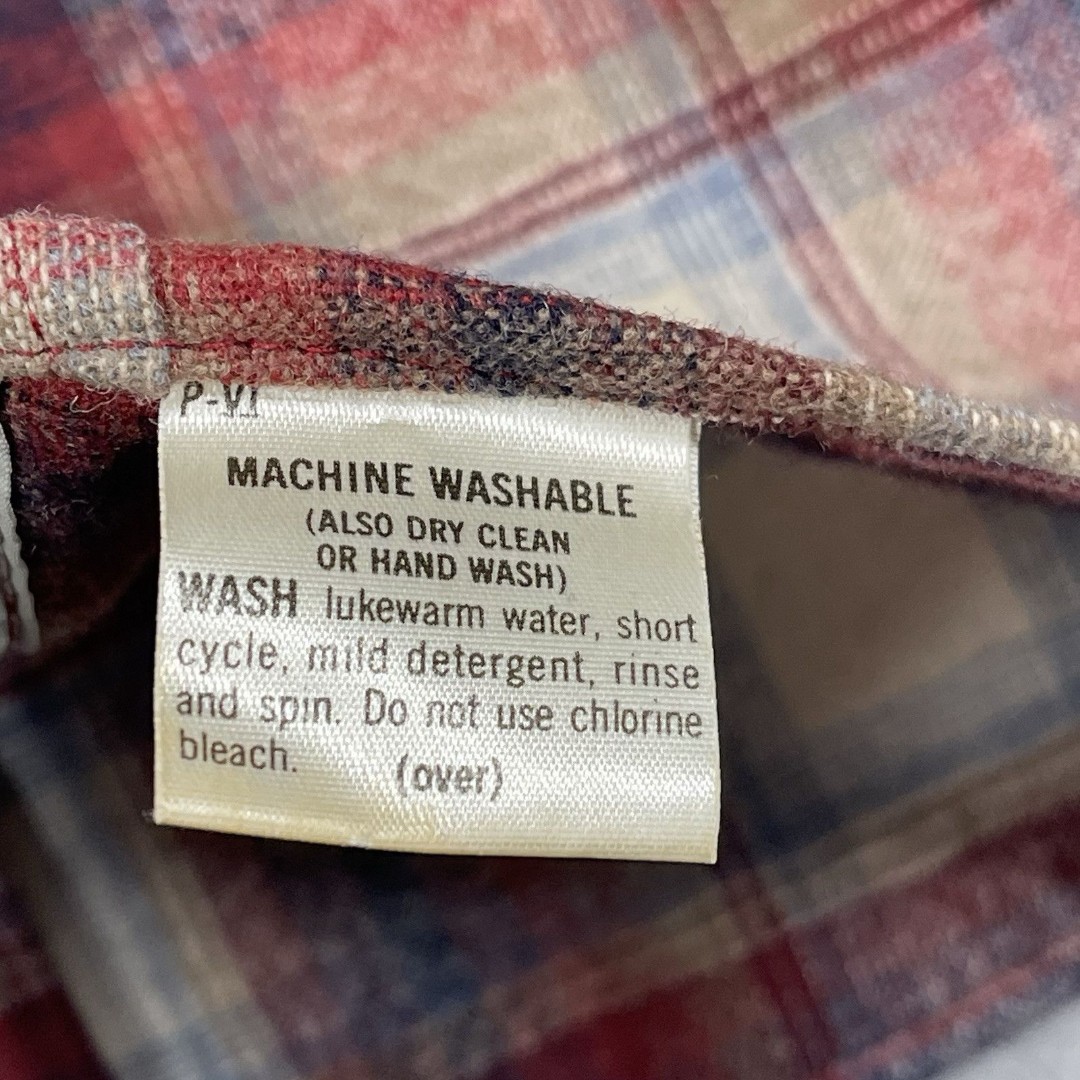 P-VI
MACHINE WASHABLE
(ALSO DRY CLEAN
OR HAND WASH)
WASH lukewarm water, short
cycle, mild detergent, rinse
and spin. Do not use chlorine
bleach. (over)